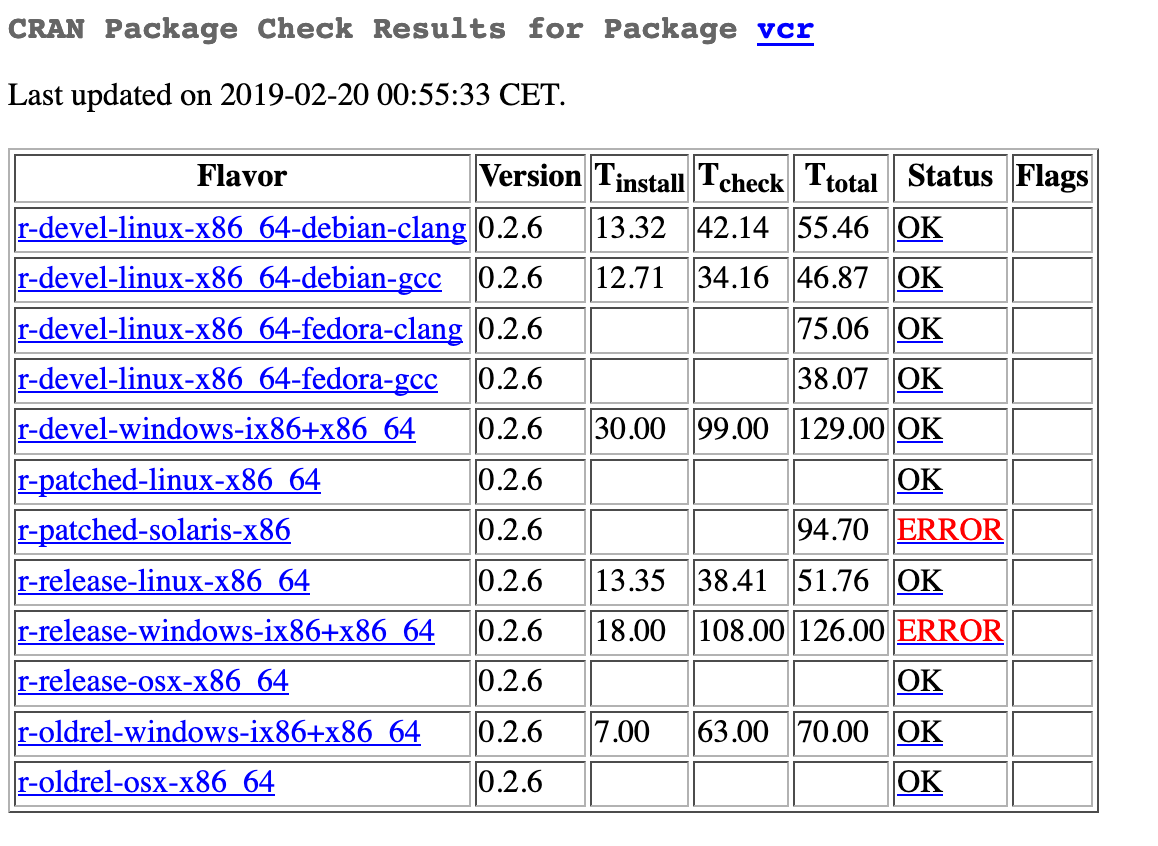 CRAN Package Check Results for Package vcr
Last updated on 2019-02-20 00:55:33 CET.
Flavor Version Tinstall Tcheck Ttotal Status Flags
r-devel-linux-x86_64-debian-clang 0.2.6 13.32 42.14 55.46 OK
r-devel-linux-x86_64-debian-gcc 0.2.6 12.71 34.16 46.87 OK
r-devel-linux-x86_64-fedora-clang 0.2.6 75.06 OK
r-devel-linux-x86_64-fedora-gcc 0.2.6 38.07 OK
r-devel-windows-ix86+x86_64 0.2.6 30.00 99.00 129.00 OK
r-patched-linux-x86_64 0.2.6 OK
r-patched-solaris-x86 0.2.6 94.70 ERROR
r-release-linux-x86_64 0.2.6 13.35 38.41 51.76 OK
r-release-windows-ix86+x86_64 0.2.6 18.00 108.00 126.00 ERROR
r-release-osx-x86_64 0.2.6 OK
r-oldrel-windows-ix86+x86_64 0.2.6 7.00 63.00 70.00 OK
r-oldrel-osx-x86_64 0.2.6 OK